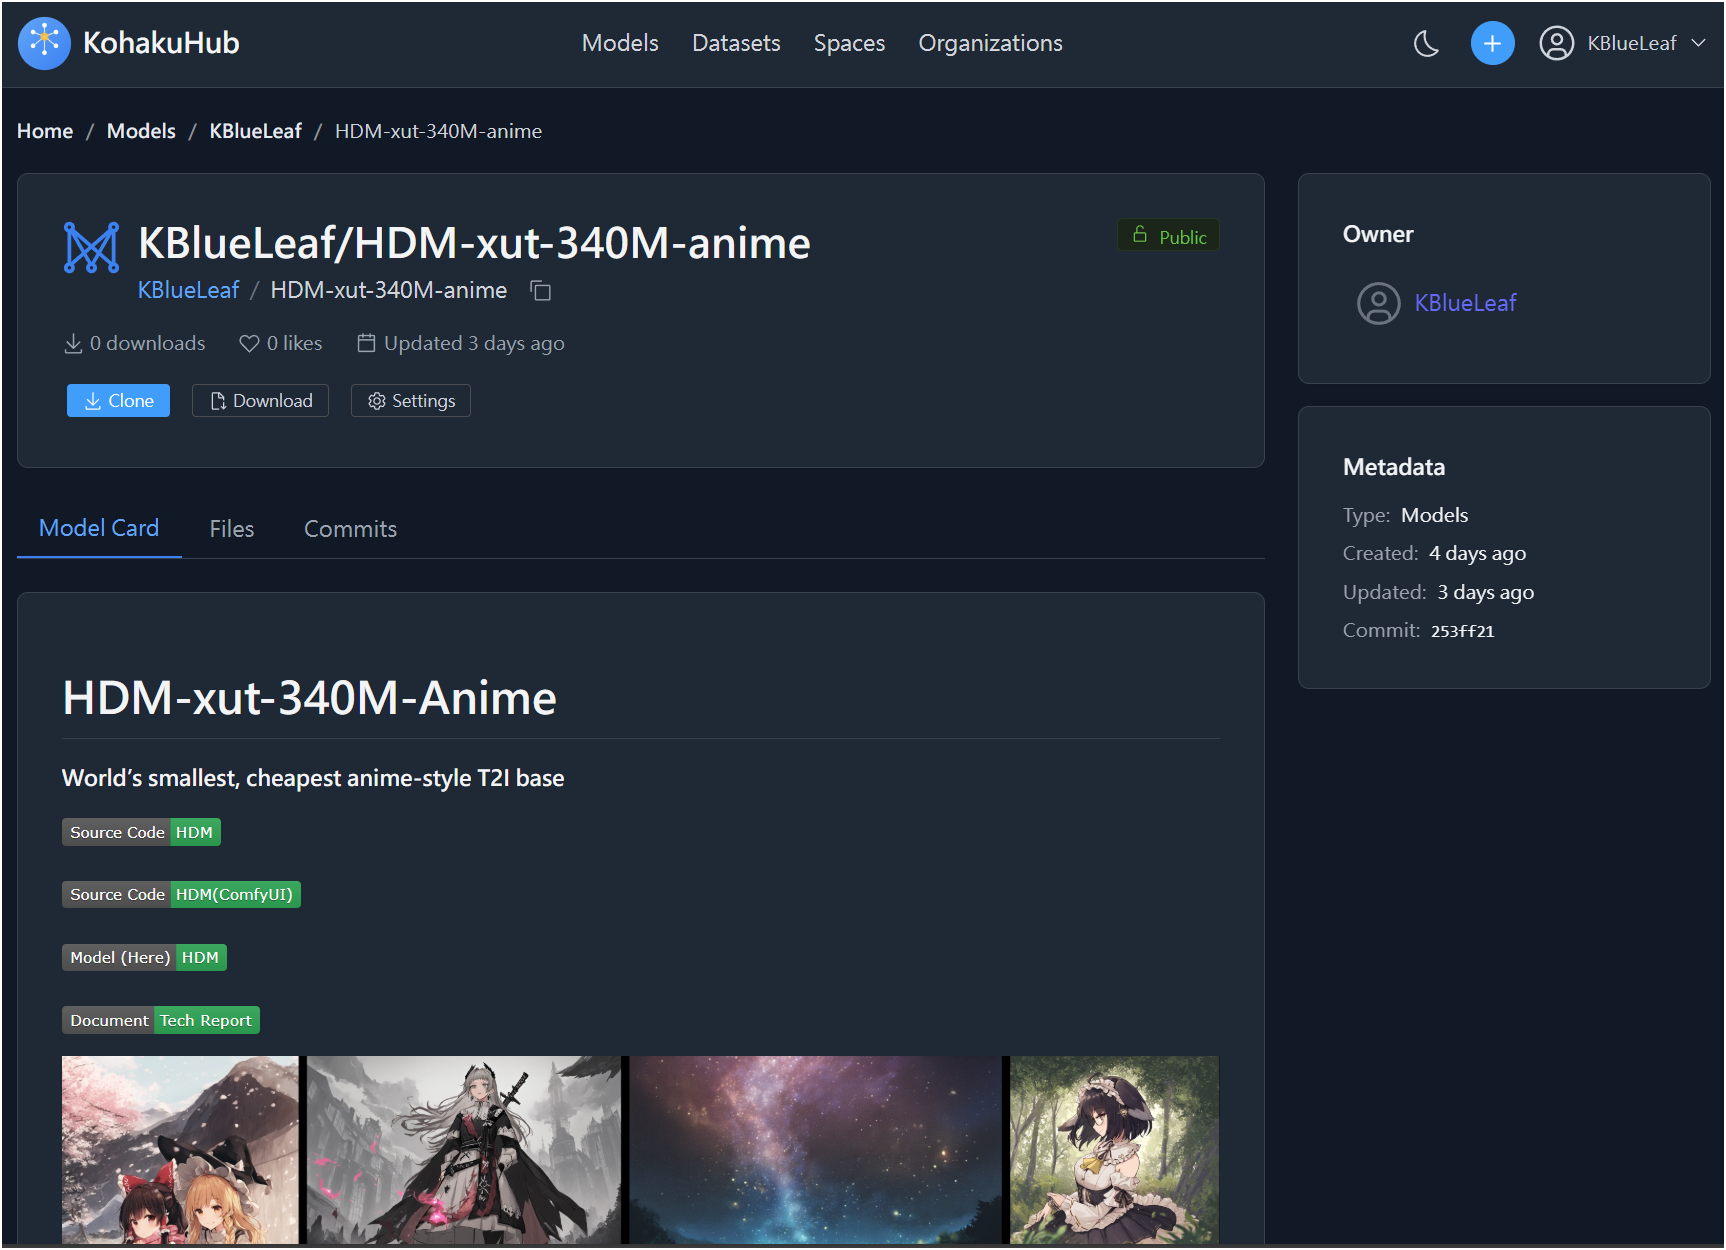 KohakuHub
Models Datasets Spaces Organizations
KBlueLeaf
Home / Models / KBlueLeaf / HDM-xut-340M-anime
KBlueLeaf/HDM-xut-340M-anime
Public
KBlueLeaf / HDM-xut-340M-anime
0 downloads 0 likes Updated 3 days ago
Clone Download Settings
Owner
KBlueLeaf
Metadata
Type: Models
Created: 4 days ago
Updated: 3 days ago
Commit: 253ff21
Model Card Files Commits
HDM-xut-340M-Anime
World's smallest, cheapest anime-style T2I base
Source Code HDM
Source Code HDM(ComfyUI)
Model (Here) HDM
Document Tech Report